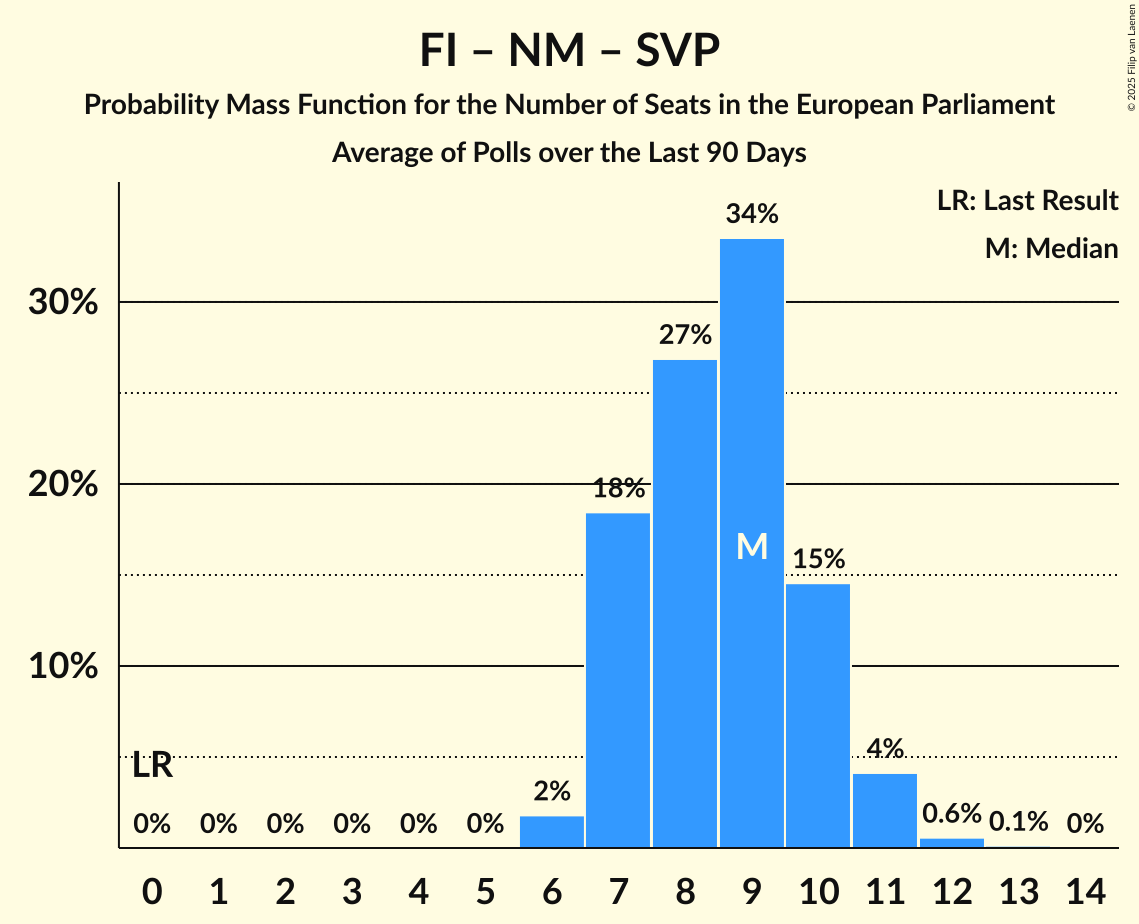 FI – NM – SVP
Probability Mass Function for the Number of Seats in the European Parliament
Average of Polls over the Last 90 Days
© 2025 Filip van Laenen
LR: Last Result
M: Median
34%
30%
27%
20%
18%
M
15%
10%
LR
4%
2%
0% 0% 0% 0% 0% 0% 0.6% 0.1% 0%
0 1 2 3 4 5 6 7 8 9 10 11 12 13 14